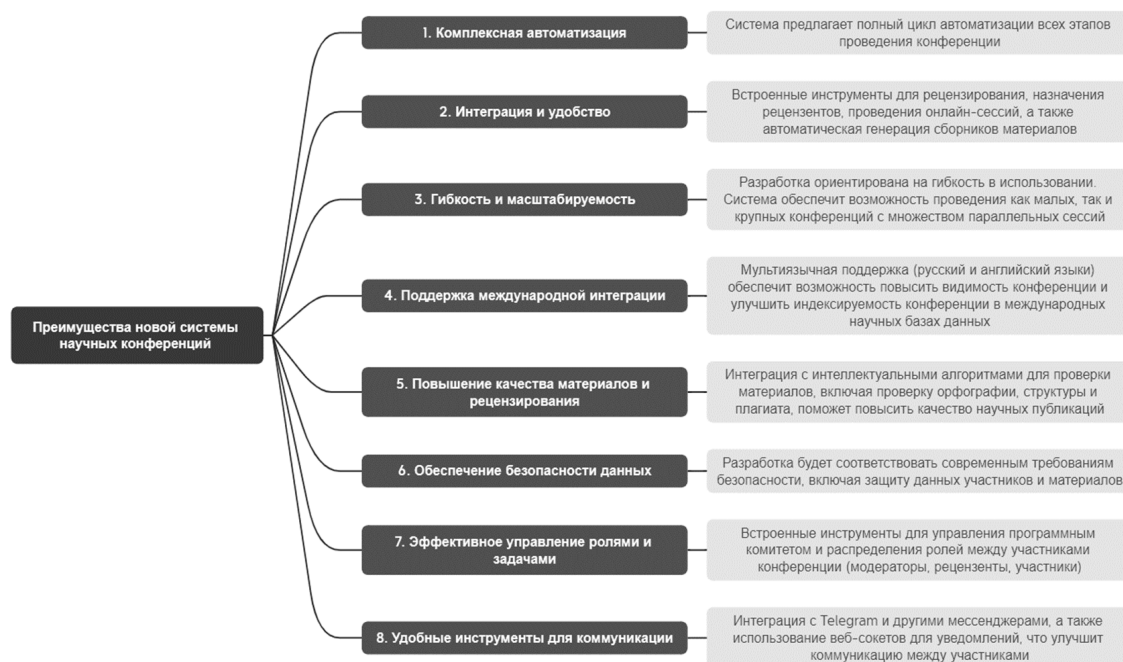 Преимущества новой системы
научных конференций
1. Комплексная автоматизация
Система предлагает полный цикл автоматизации всех этапов
проведения конференции
2. Интеграция и удобство
Встроенные инструменты для рецензирования, назначения
рецензентов, проведения онлайн-сессий, а также
автоматическая генерация сборников материалов
3. Гибкость и масштабируемость
Разработка ориентирована на гибкость в использовании.
Система обеспечит возможность проведения как малых, так и
крупных конференций с множеством параллельных сессий
4. Поддержка международной интеграции
Мультиязычная поддержка (русский и английский языки)
обеспечит возможность повысить видимость конференции и
улучшить индексируемость конференции в международных
научных базах данных
5. Повышение качества материалов и
рецензирования
Интеграция с интеллектуальными алгоритмами для проверки
материалов, включая проверку орфографии, структуры и
плагиата, поможет повысить качество научных публикаций
6. Обеспечение безопасности данных
Разработка будет соответствовать современным требованиям
безопасности, включая защиту данных участников и материалов
7. Эффективное управление ролями и
задачами
Встроенные инструменты для управления программным
комитетом и распределения ролей между участниками
конференции (модераторы, рецензенты, участники)
8. Удобные инструменты для коммуникации
Интеграция с Telegram и другими мессенджерами, а также
использование веб-сокетов для уведомлений, что улучшит
коммуникацию между участниками